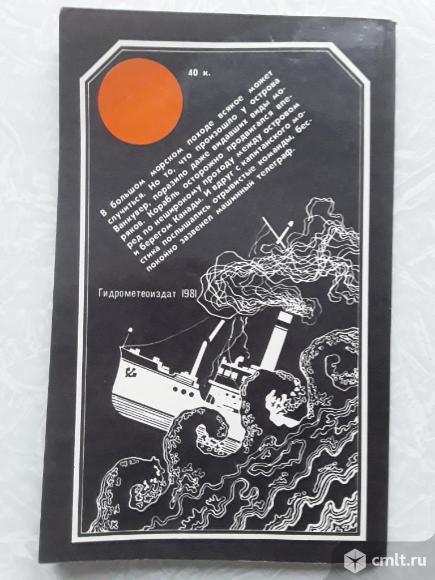 40 к.
В большом морском походе всякое может
случиться. Но то, что произошло у острова
Ванкувер, поразило даже видавших виды мо-
ряков. Корабль осторожно продвигался впе-
ред по неширокому проходу между островом
и берегом Канады. И вдруг с капитанского мо-
стика послышались отрывистые команды, бес-
покойно зазвенел машинный телеграф.
Гидрометеоиздат 1981
cmlt.ru